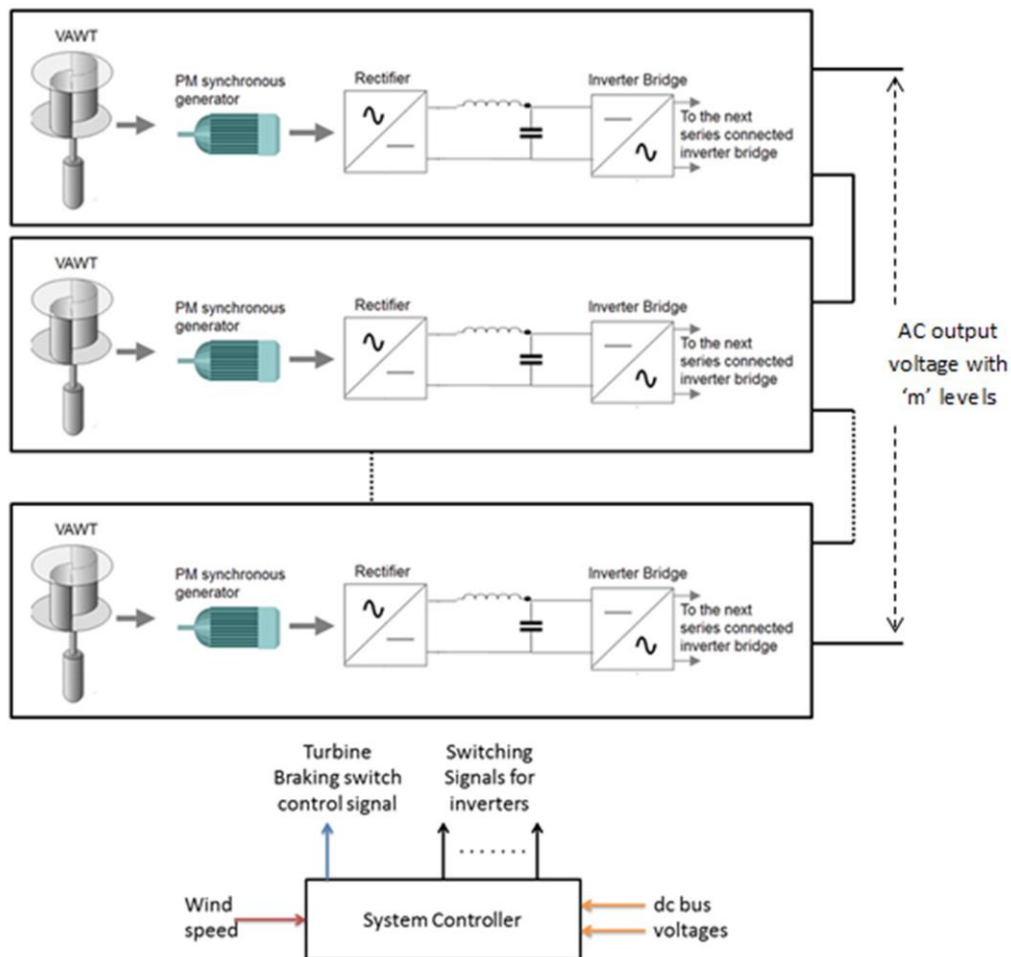 VAWT
PM synchronous
generator
Rectifier
Inverter Bridge
To the next
series connected
inverter bridge
VAWT
PM synchronous
generator
Rectifier
Inverter Bridge
To the next
series connected
inverter bridge
AC output
voltage with
‘m’ levels
VAWT
PM synchronous
generator
Rectifier
Inverter Bridge
To the next
series connected
inverter bridge
Turbine
Braking switch
control signal
Switching
Signals for
inverters
Wind
speed
System Controller
dc bus
voltages